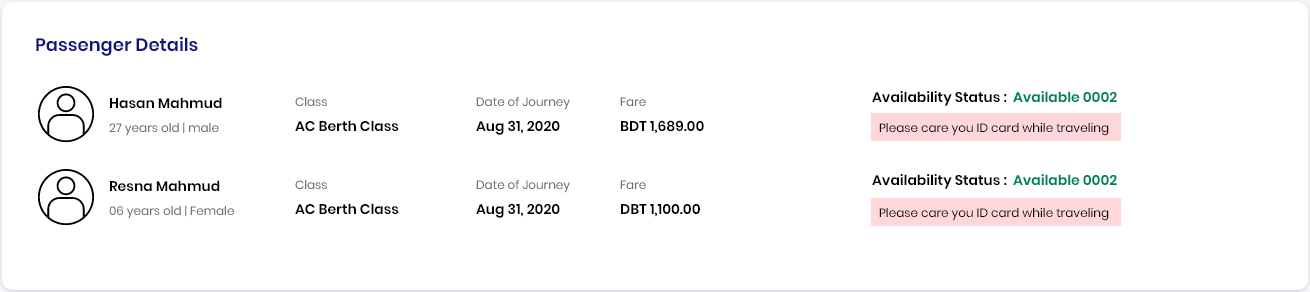 Passenger Details
Hasan Mahmud
27 years old | male
Class
AC Berth Class
Date of Journey
Aug 31, 2020
Fare
BDT 1,689.00
Availability Status : Available 0002
Please care you ID card while traveling
Resna Mahmud
06 years old | Female
Class
AC Berth Class
Date of Journey
Aug 31, 2020
Fare
DBT 1,100.00
Availability Status : Available 0002
Please care you ID card while traveling